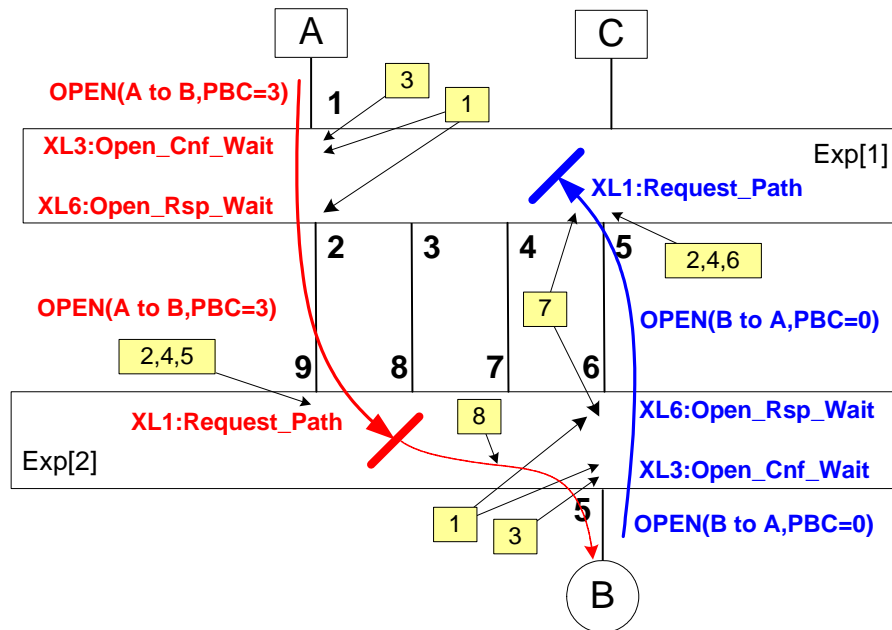 A
C
OPEN(A to B,PBC=3)
1
3
1
XL3:Open_Cnf_Wait
Exp[1]
XL1:Request_Path
XL6:Open_Rsp_Wait
2
3
4
5
2,4,6
OPEN(A to B,PBC=3)
7
OPEN(B to A,PBC=0)
2,4,5
9
8
7
6
XL1:Request_Path
8
XL6:Open_Rsp_Wait
Exp[2]
XL3:Open_Cnf_Wait
1
3
5
OPEN(B to A,PBC=0)
B